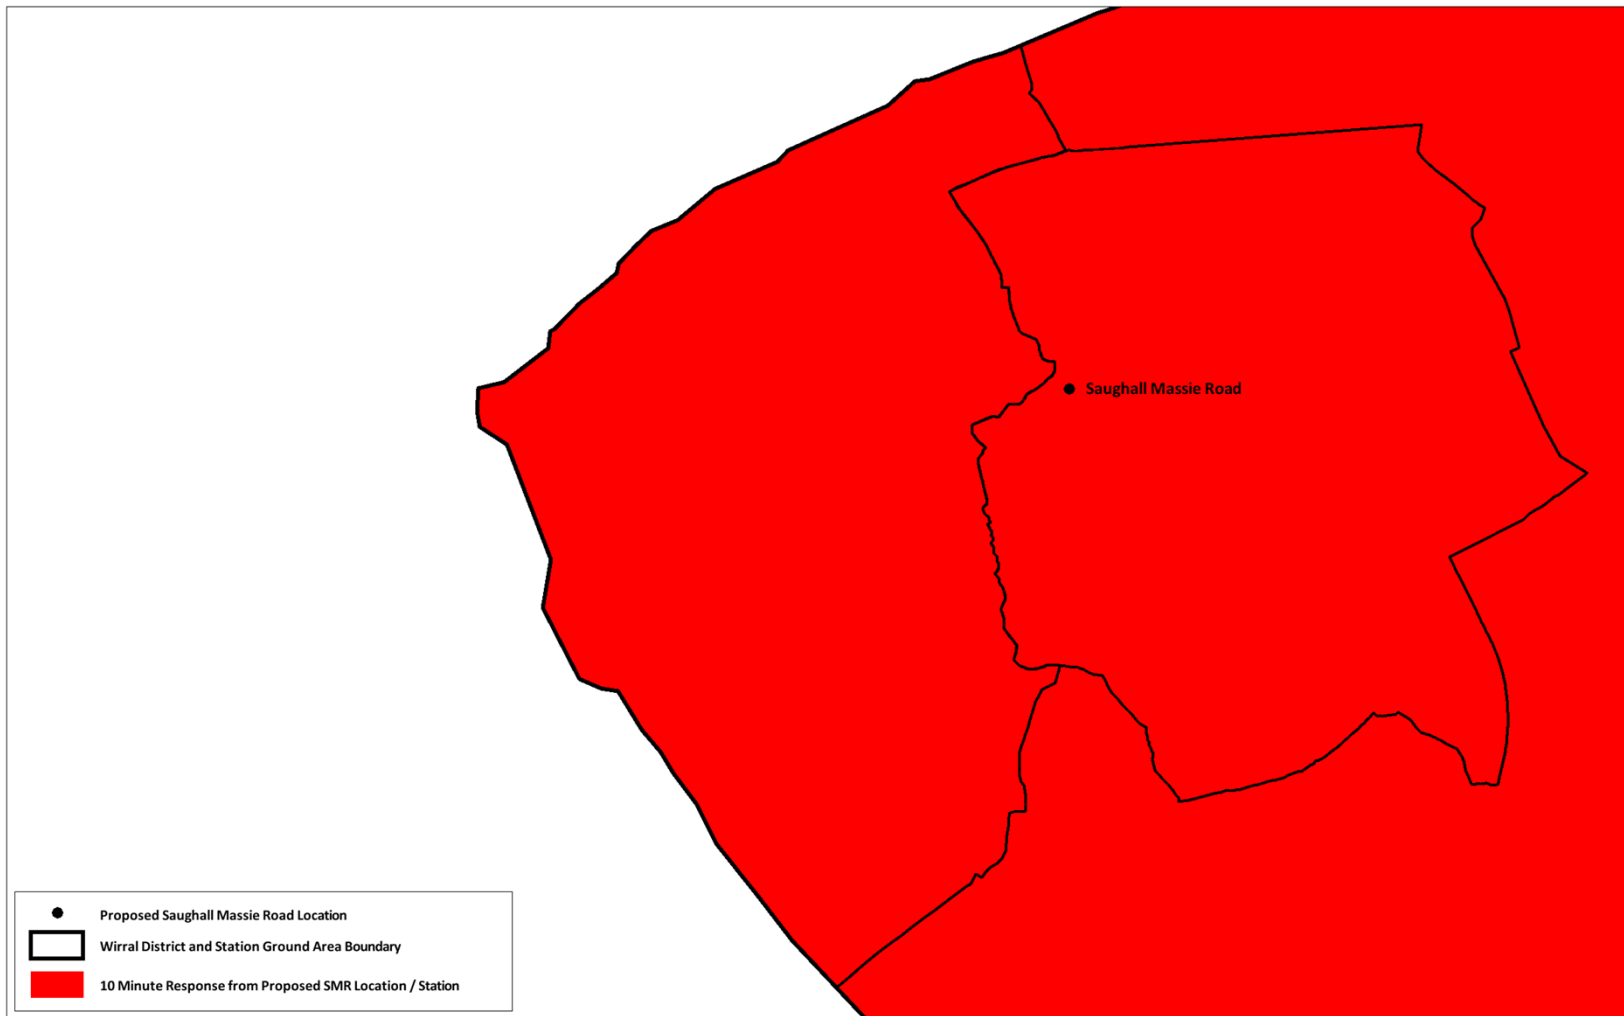 Saughall Massie Road
Proposed Saughall Massie Road Location
Wirral District and Station Ground Area Boundary
10 Minute Response from Proposed SMR Location / Station